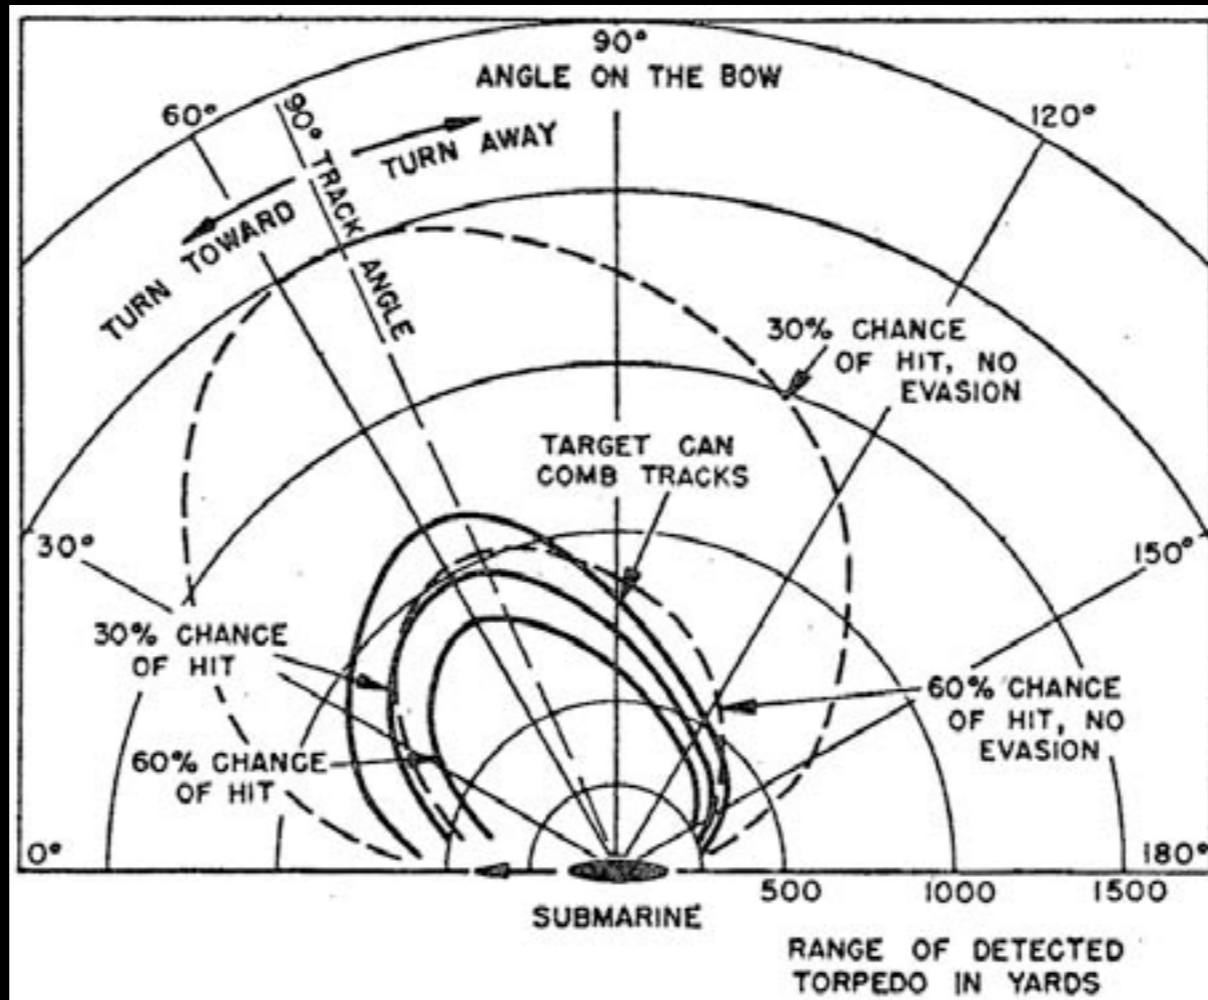 90°
ANGLE ON THE BOW
60°
90° TRACK ANGLE
120°
TURN AWAY
TURN TOWARD
30% CHANCE
OF HIT, NO
EVASION
TARGET CAN
COMB TRACKS
30°
150°
30% CHANCE
OF HIT
60% CHANCE
OF HIT, NO
EVASION
60% CHANCE
OF HIT
0°
180°
500
1000
1500
SUBMARINE
RANGE OF DETECTED
TORPEDO IN YARDS